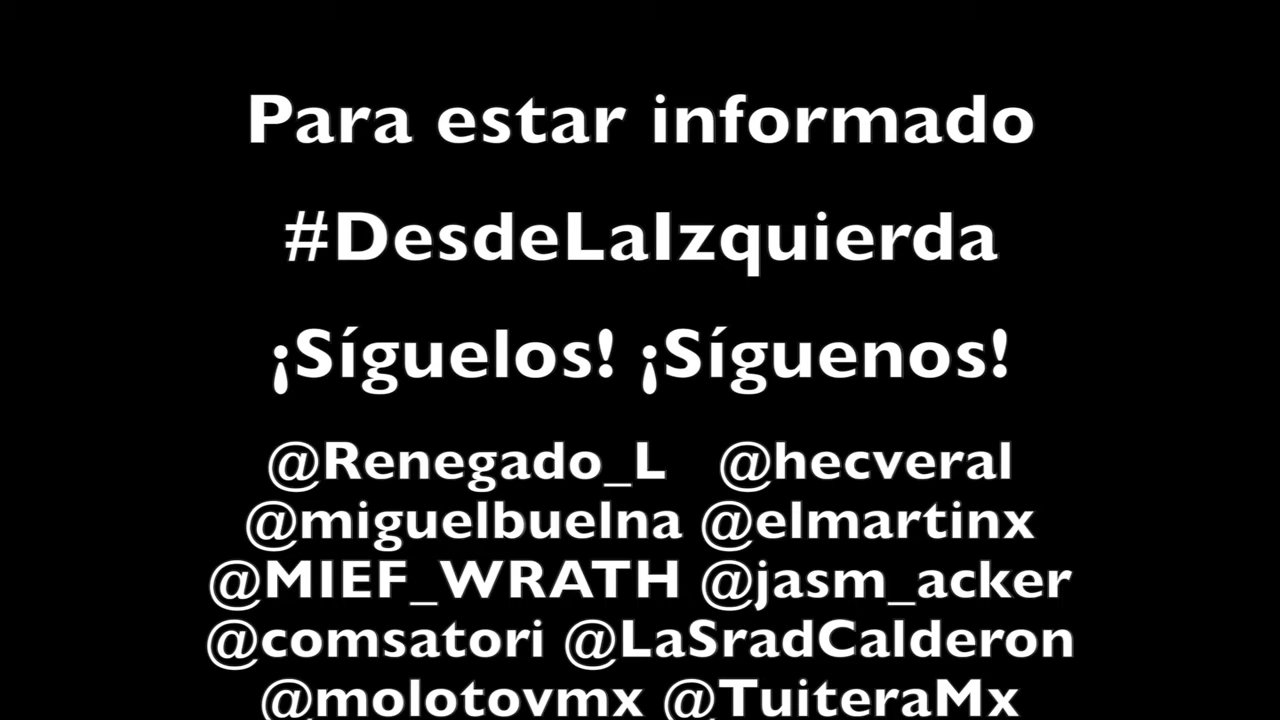 Para estar informado
#DesdeLaIzquierda
¡Síguelos! ¡Síguenos!
@Renegado_L @hecveral
@miguelbuelna @elmartinx
@MIEF_WRATH @jasm_acker
@comsatori @LaSradCalderon
@molotovmx @TuiteraMx